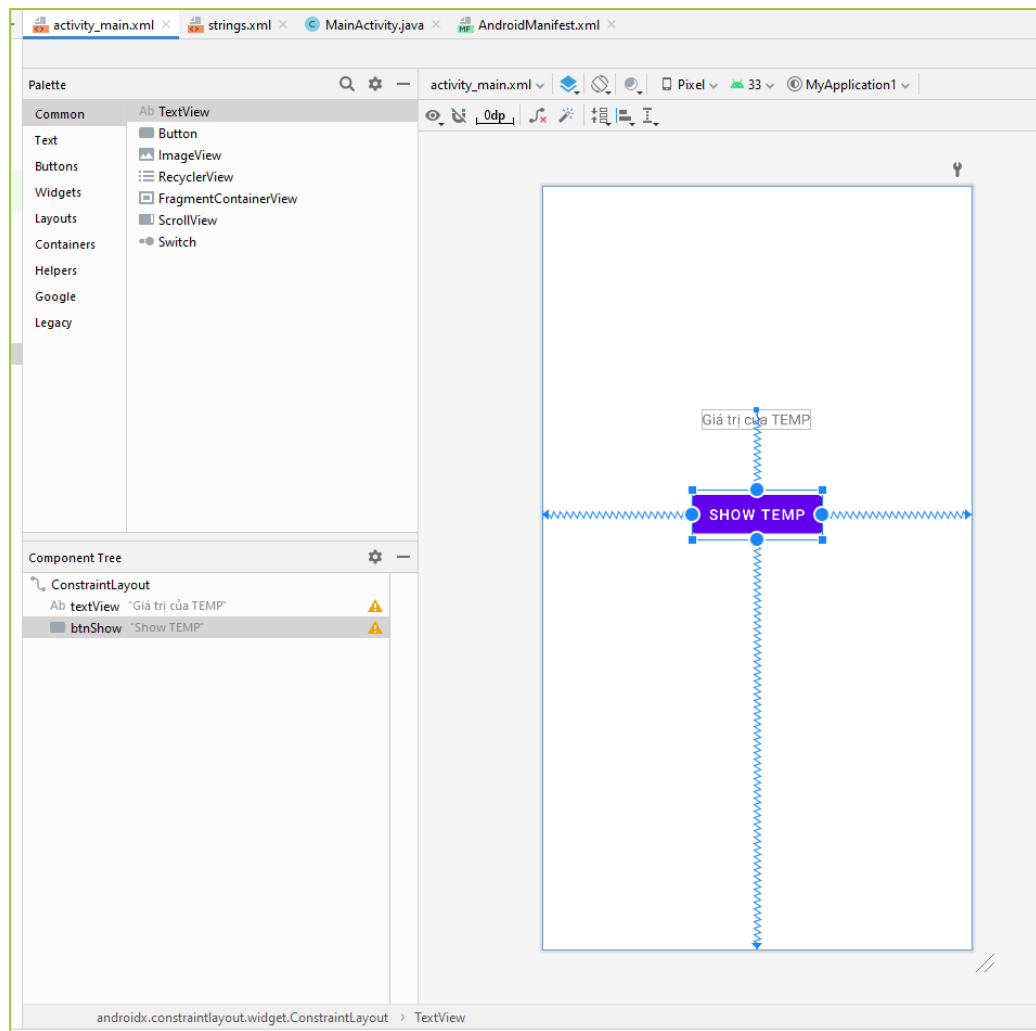 activity_main.xml strings.xml C MainActivity.java MF AndroidManifest.xml
Palette
Common
Text
Buttons
Widgets
Layouts
Containers
Helpers
Google
Legacy
Ab TextView
Button
ImageView
RecyclerView
FragmentContainerView
ScrollView
Switch
activity_main.xml Pixel 33 MyApplication1
0dp
Giá trị của TEMP
SHOW TEMP
Component Tree
ConstraintLayout
Ab textView "Giá trị của TEMP"
btnShow "Show TEMP"
androidx.constraintlayout.widget.ConstraintLayout › TextView